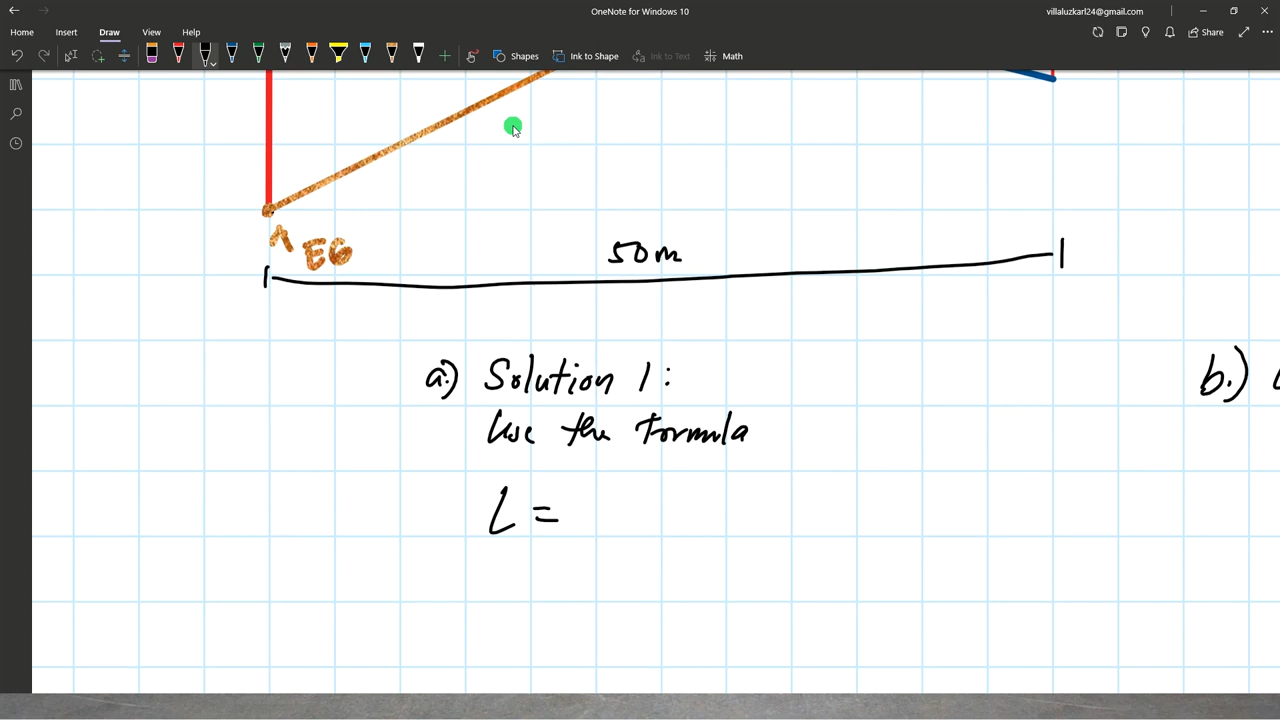 OneNote for Windows 10
villaluzkarl24@gmail.com
Home Insert Draw View Help
Share
Shapes Ink to Shape Ink to Text Math
EG
50m
a.) Solution 1:
b.)
Use the formula
L =